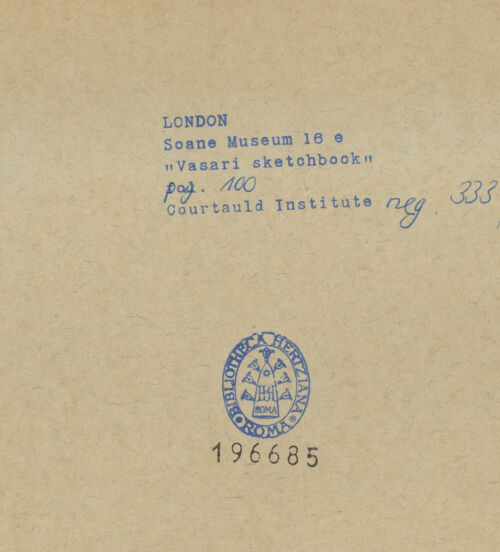 LONDON
Soane Museum 16 e
"Vasari sketchbook"
pag. 100
Courtauld Institute neg. 333
BIBLIOTHECA HERTZIANA
ROMA
ROMA
196685